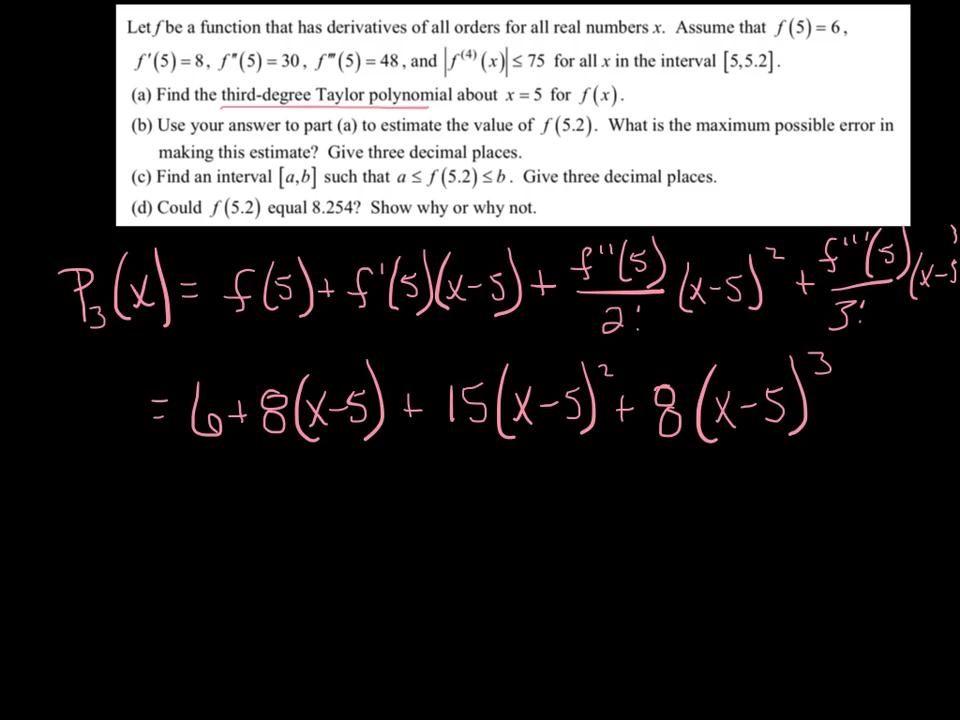 Let f be a function that has derivatives of all orders for all real numbers x. Assume that f(5) = 6,
f'(5) = 8, f''(5) = 30, f'''(5) = 48, and |f^(4)(x)| ≤ 75 for all x in the interval [5,5.2].
(a) Find the third-degree Taylor polynomial about x = 5 for f(x).
(b) Use your answer to part (a) to estimate the value of f(5.2). What is the maximum possible error in
making this estimate? Give three decimal places.
(c) Find an interval [a,b] such that a ≤ f(5.2) ≤ b. Give three decimal places.
(d) Could f(5.2) equal 8.254? Show why or why not.
P₃(x) = f(5) + f'(5)(x-5) + f''(5)/2! (x-5)² + f'''(5)/3! (x-5)³
= 6 + 8(x-5) + 15(x-5)² + 8(x-5)³